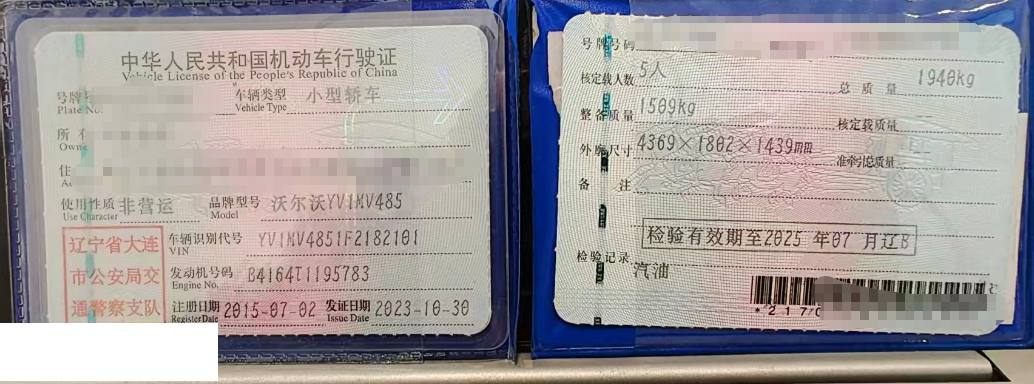 中华人民共和国机动车行驶证
Vehicle License of the People's Republic of China
号牌
Plate No.
车辆类型 小型轿车
Vehicle Type
所
Owne
住
使用性质 非营运 品牌型号 沃尔沃YV1MV485
Use Character Model
辽宁省大连
市公安局交
通警察支队
车辆识别代号 YV1MV4851F2182101
VIN
发动机号码 B4164T1195783
Engine No.
注册日期 2015-07-02 发证日期 2023-10-30
Register Date Issue Date
号牌号码
核定载人数 5人 总质量 1940kg
整备质量 1509kg 核定载质量
外廓尺寸 4369×1802×1439mm 准牵引总质量
备注
检验有效期至2025年07月辽B
检验记录
汽油
*217